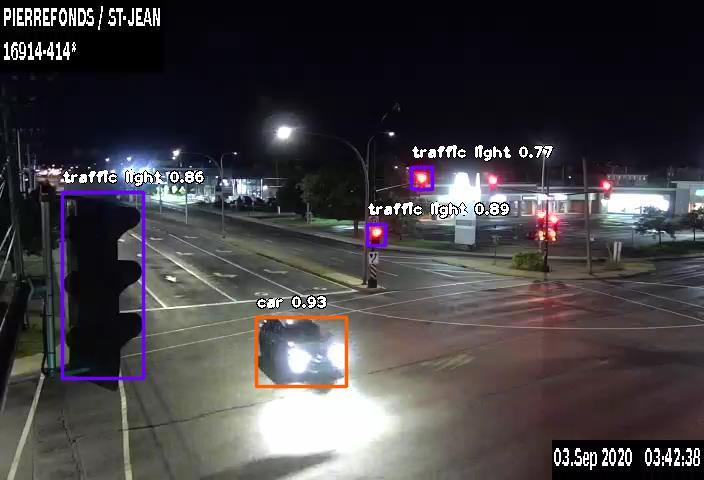 PIERREFONDS / ST-JEAN
16914-414*
traffic light 0.77
traffic light 0.86
traffic light 0.89
car 0.93
03.Sep 2020 03:42:38